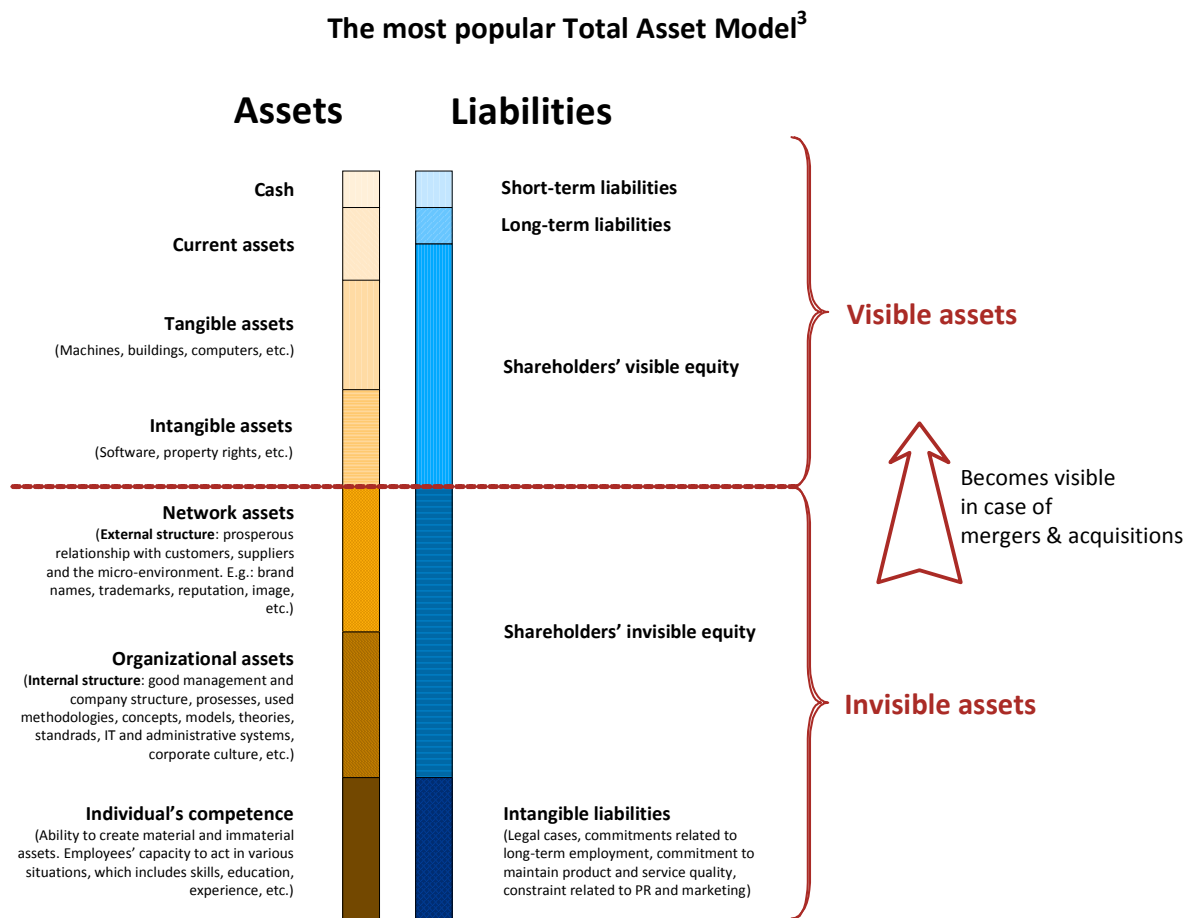 The most popular Total Asset Model3
Assets
Liabilities
Cash
Short-term liabilities
Long-term liabilities
Current assets
Tangible assets
(Machines, buildings, computers, etc.)
Visible assets
Shareholders’ visible equity
Intangible assets
(Software, property rights, etc.)
Becomes visible
in case of
mergers & acquisitions
Network assets
(External structure: prosperous
relationship with customers, suppliers
and the micro-environment. E.g.: brand
names, trademarks, reputation, image,
etc.)
Shareholders’ invisible equity
Organizational assets
(Internal structure: good management and
company structure, prosesses, used
methodologies, concepts, models, theories,
standrads, IT and administrative systems,
corporate culture, etc.)
Invisible assets
Individual’s competence
(Ability to create material and immaterial
assets. Employees’ capacity to act in various
situations, which includes skills, education,
experience, etc.)
Intangible liabilities
(Legal cases, commitments related to
long-term employment, commitment to
maintain product and service quality,
constraint related to PR and marketing)